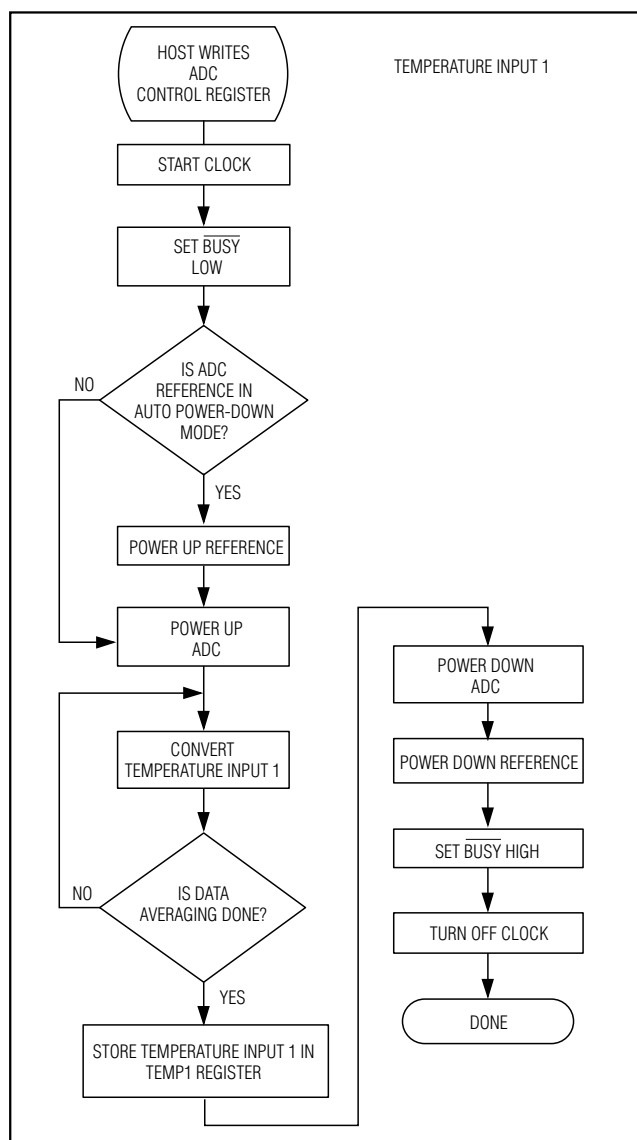 HOST WRITES
ADC
CONTROL REGISTER
TEMPERATURE INPUT 1
START CLOCK
SET B̅U̅S̅Y̅
LOW
IS ADC
REFERENCE IN
AUTO POWER-DOWN
MODE?
NO
YES
POWER UP REFERENCE
POWER UP
ADC
CONVERT
TEMPERATURE INPUT 1
IS DATA
AVERAGING DONE?
NO
YES
STORE TEMPERATURE INPUT 1 IN
TEMP1 REGISTER
POWER DOWN
ADC
POWER DOWN REFERENCE
SET B̅U̅S̅Y̅ HIGH
TURN OFF CLOCK
DONE